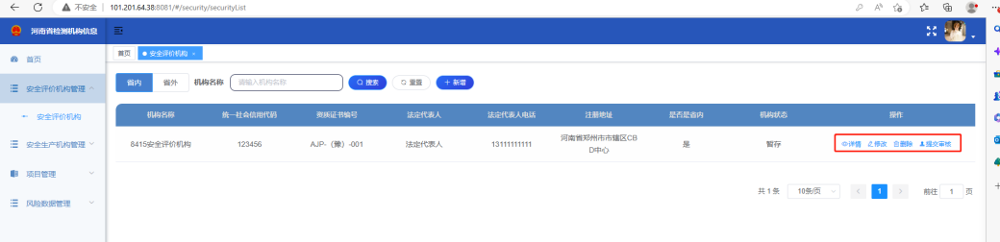 不安全 | 101.201.64.38:8081/#/security/securityList
河南省检测机构信息
首页 安全评价机构 ×
首页
省内 省外 机构名称 请输入机构名称 搜索 重置 + 新增
安全评价机构管理
机构名称 统一社会信用代码 资质证书编号 法定代表人 法定代表人电话 注册地址 是否是省内 机构状态 操作
安全评价机构
8415安全评价机构 123456 AJP-（豫）-001 法定代表人 13111111111 河南省郑州市市辖区CB
D中心 是 暂存 详情 修改 删除 提交审核
安全生产机构管理
项目管理
共 1 条 10条/页 < 1 > 前往 1 页
风险数据管理